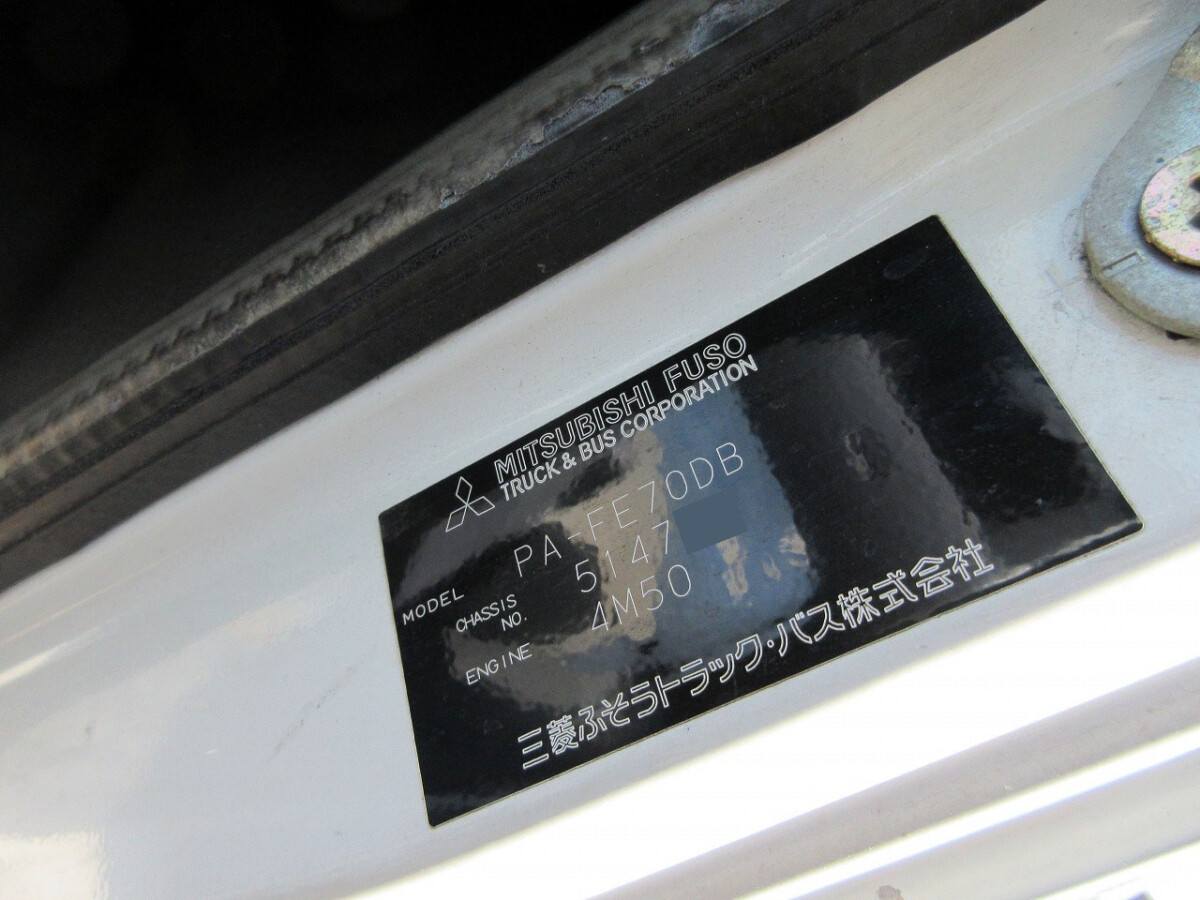 MITSUBISHI FUSO
TRUCK & BUS CORPORATION
MODEL PA-FE70DB
CHASSIS NO. 5147
ENGINE 4M50
三菱ふそうトラック・バス株式会社